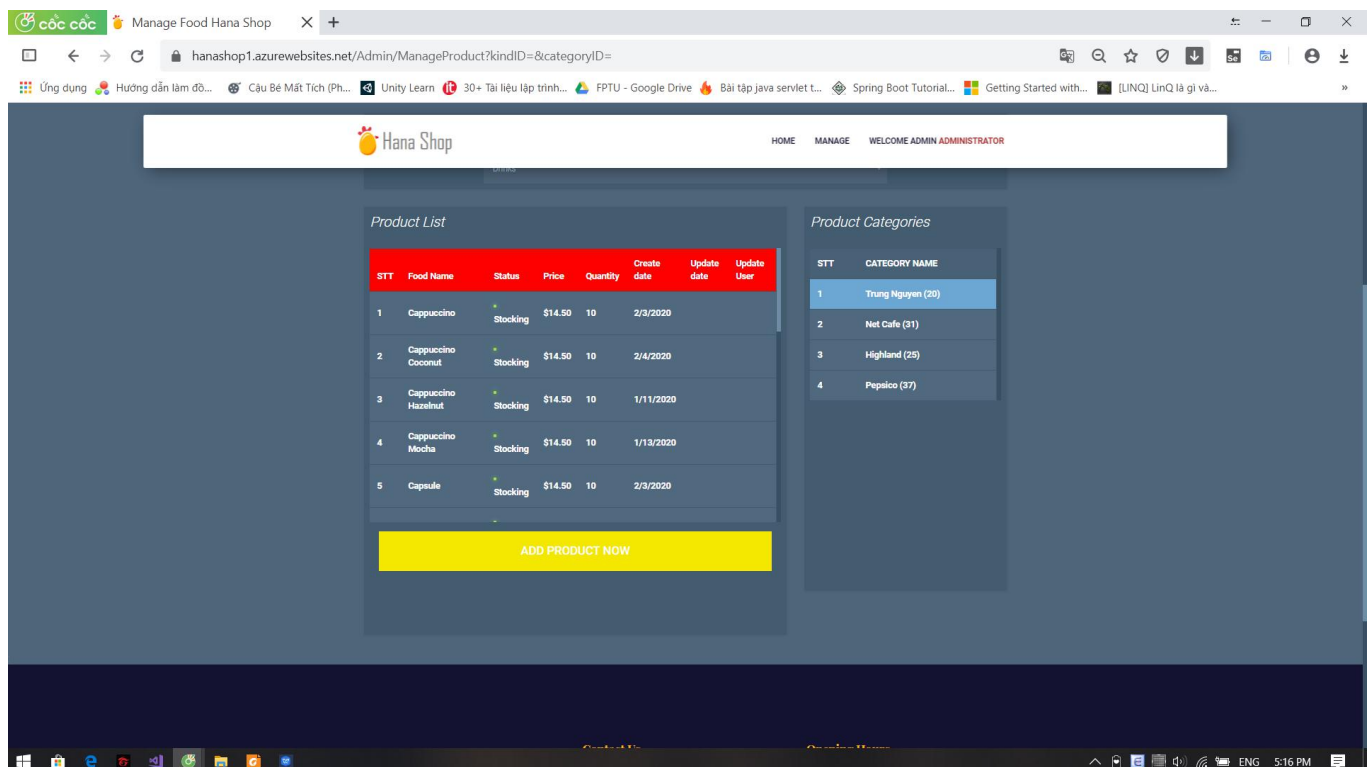 cốc cốc Manage Food Hana Shop
hanashop1.azurewebsites.net/Admin/ManageProduct?kindID=&categoryID=
Ứng dụng Hướng dẫn làm đồ... Cậu Bé Mất Tích (Ph... Unity Learn 30+ Tài liệu lập trình... FPTU - Google Drive Bài tập java servlet t... Spring Boot Tutorial... Getting Started with... [LINQ] LinQ là gì và... »
Hana Shop HOME MANAGE WELCOME ADMIN ADMINISTRATOR
Drinks
Product List
STT Food Name Status Price Quantity Create date Update date Update User
1 Cappuccino Stocking $14.50 10 2/3/2020
2 Cappuccino Coconut Stocking $14.50 10 2/4/2020
3 Cappuccino Hazelnut Stocking $14.50 10 1/11/2020
4 Cappuccino Mocha Stocking $14.50 10 1/13/2020
5 Capsule Stocking $14.50 10 2/3/2020
ADD PRODUCT NOW
Product Categories
STT CATEGORY NAME
1 Trung Nguyen (20)
2 Net Cafe (31)
3 Highland (25)
4 Pepsico (37)
Contact Us Opening Hours
ENG 5:16 PM